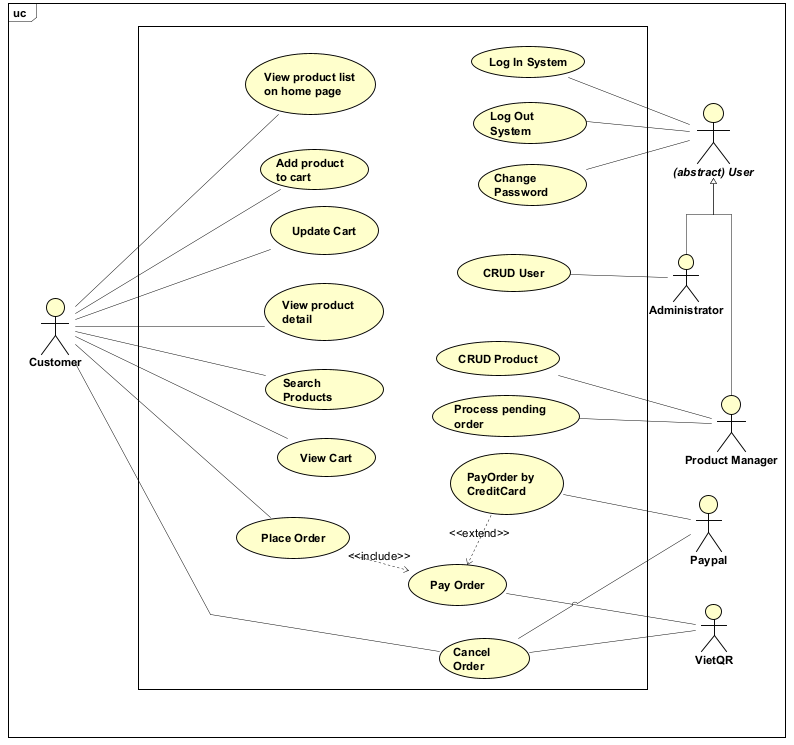 uc
View product list
on home page
Log In System
Log Out
System
(abstract) User
Add product
to cart
Change
Password
Update Cart
CRUD User
Administrator
View product
detail
Customer
CRUD Product
Search
Products
Process pending
order
Product Manager
View Cart
PayOrder by
CreditCard
Place Order
<<extend>>
<<include>>
Paypal
Pay Order
Cancel
Order
VietQR